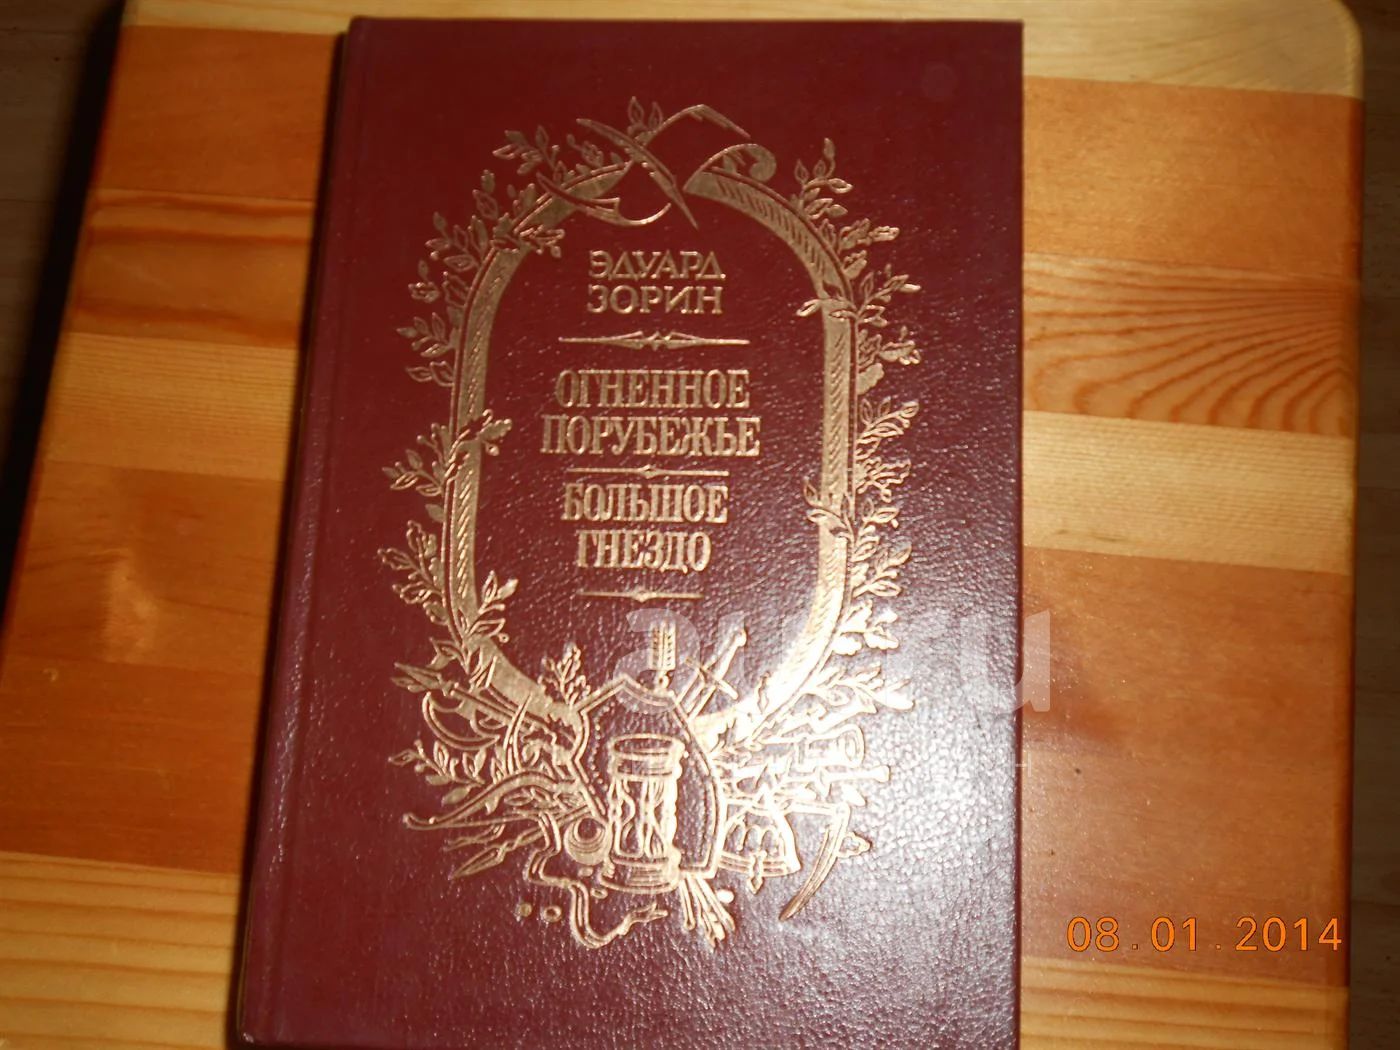 ЭДУАРД
ЗОРИН
ОГНЕННОЕ
ПОРУБЕЖЬЕ
БОЛЬШОЕ
ГНЕЗДО
08.01.2014